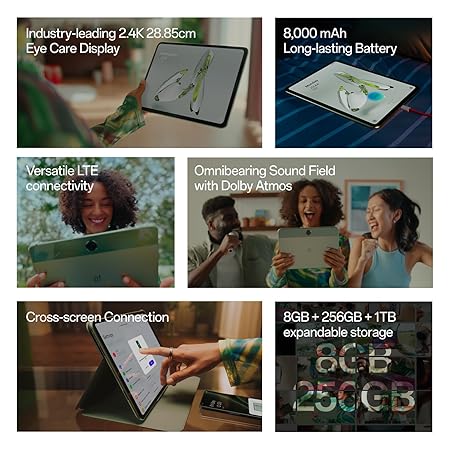 Industry-leading 2.4K 28.85cm
Eye Care Display
8,000 mAh
Long-lasting Battery
Versatile LTE
connectivity
Omnibearing Sound Field
with Dolby Atmos
Cross-screen Connection
8GB + 256GB + 1TB
expandable storage
8GB
256GB